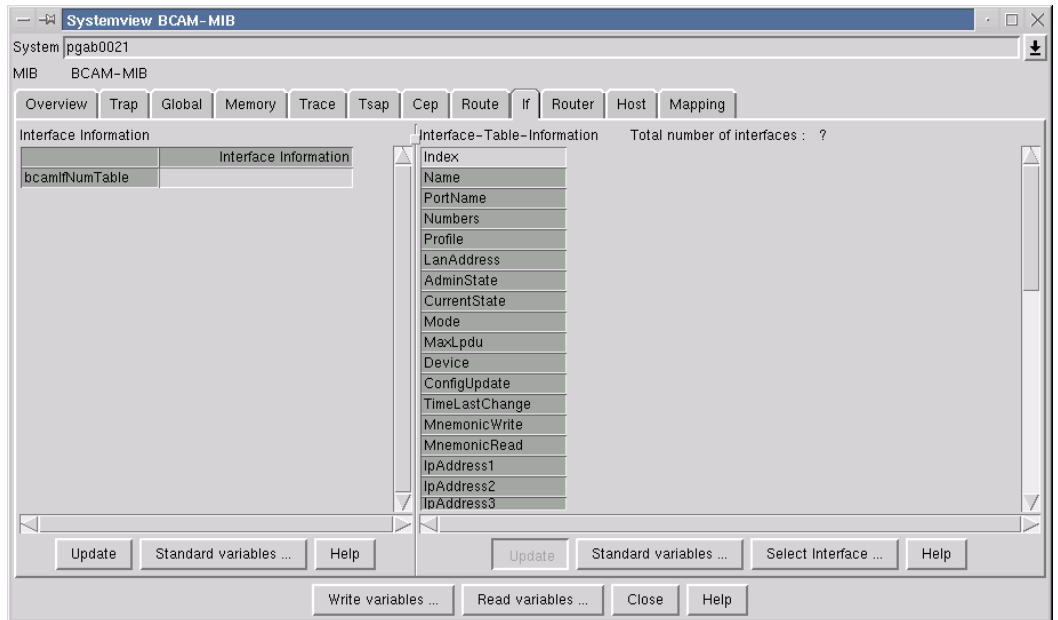 Systemview BCAM-MIB
System pgab0021
MIB BCAM-MIB
Overview Trap Global Memory Trace Tsap Cep Route If Router Host Mapping
Interface Information
Interface Information
bcamIfNumTable
Update Standard variables ... Help
Interface-Table-Information Total number of interfaces : ?
Index
Name
PortName
Numbers
Profile
LanAddress
AdminState
CurrentState
Mode
MaxLpdu
Device
ConfigUpdate
TimeLastChange
MnemonicWrite
MnemonicRead
IpAddress1
IpAddress2
IpAddress3
Update Standard variables ... Select Interface ... Help
Write variables ... Read variables ... Close Help